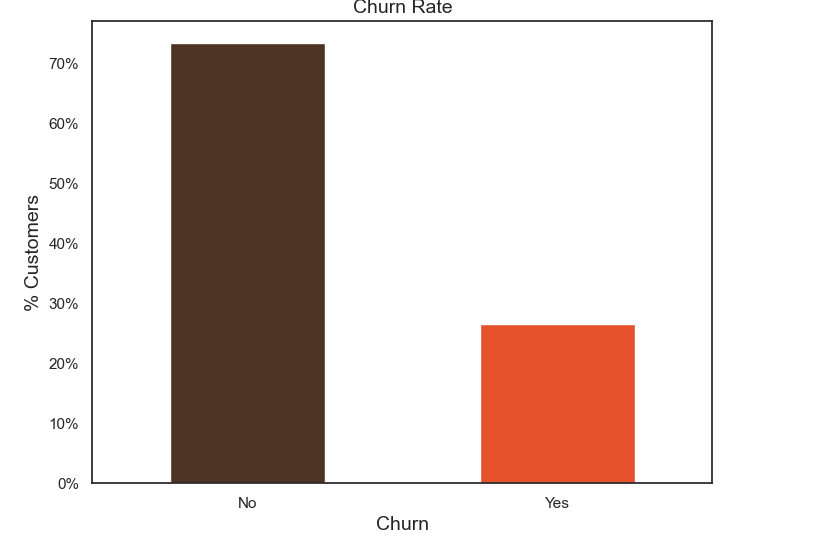 Churn Rate
70%
60%
50%
40%
30%
20%
10%
0%
% Customers
No
Yes
Churn